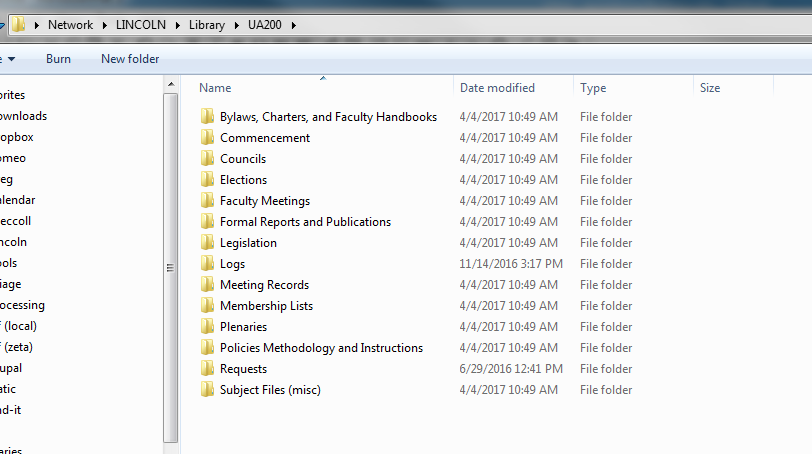 Network LINCOLN Library UA200
e Burn New folder
Name Date modified Type Size
Bylaws, Charters, and Faculty Handbooks 4/4/2017 10:49 AM File folder
Commencement 4/4/2017 10:49 AM File folder
Councils 4/4/2017 10:49 AM File folder
Elections 4/4/2017 10:49 AM File folder
Faculty Meetings 4/4/2017 10:49 AM File folder
Formal Reports and Publications 4/4/2017 10:49 AM File folder
Legislation 4/4/2017 10:49 AM File folder
Logs 11/14/2016 3:17 PM File folder
Meeting Records 4/4/2017 10:49 AM File folder
Membership Lists 4/4/2017 10:49 AM File folder
Plenaries 4/4/2017 10:49 AM File folder
Policies Methodology and Instructions 4/4/2017 10:49 AM File folder
Requests 6/29/2016 12:41 PM File folder
Subject Files (misc) 4/4/2017 10:49 AM File folder
orites
ownloads
opbox
omeo
eg
alendar
eccoll
ncoln
ols
iage
ocessing
f (local)
f (zeta)
upal
atic
nd-it
aries